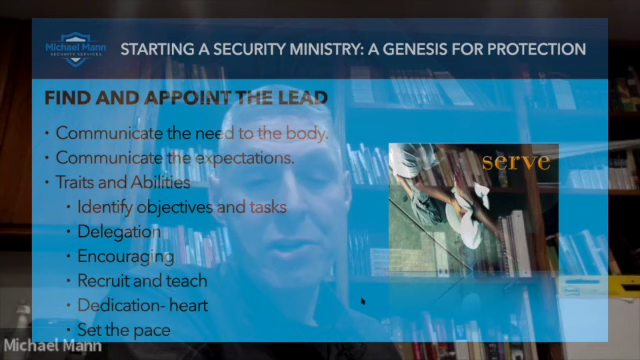 Michael Mann
SECURITY SERVICES
STARTING A SECURITY MINISTRY: A GENESIS FOR PROTECTION
FIND AND APPOINT THE LEAD
• Communicate the need to the body.
• Communicate the expectations.
• Traits and Abilities
• Identify objectives and tasks
• Delegation
• Encouraging
• Recruit and teach
• Dedication- heart
• Set the pace
serve
Michael Mann